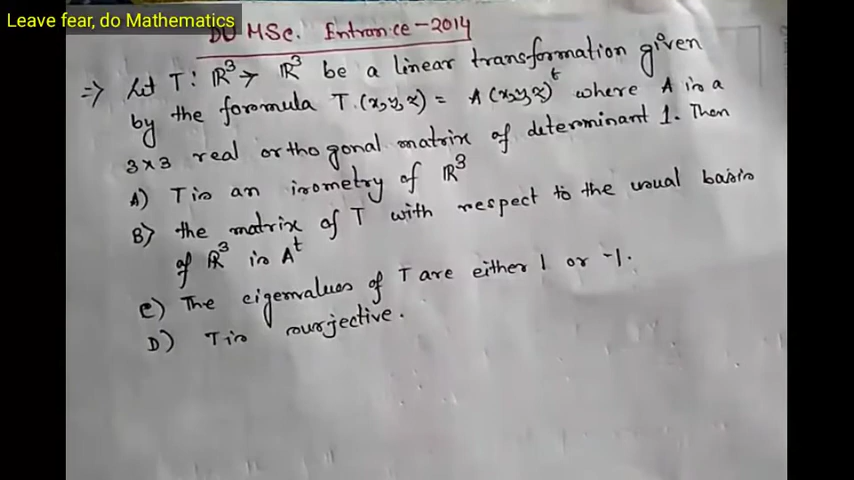 Leave fear, do Mathematics
DU MSc. Entrance-2014
⇒ Let T: ℝ³→ ℝ³ be a linear transformation given
by the formula T.(x,y,z) = A(x,y,z)ᵗ where A is a
3×3 real orthogonal matrix of determinant 1. Then
A) T is an isometry of ℝ³
B) the matrix of T with respect to the usual basis
of ℝ³ is Aᵗ
C) The eigenvalues of T are either 1 or -1.
D) T is surjective.